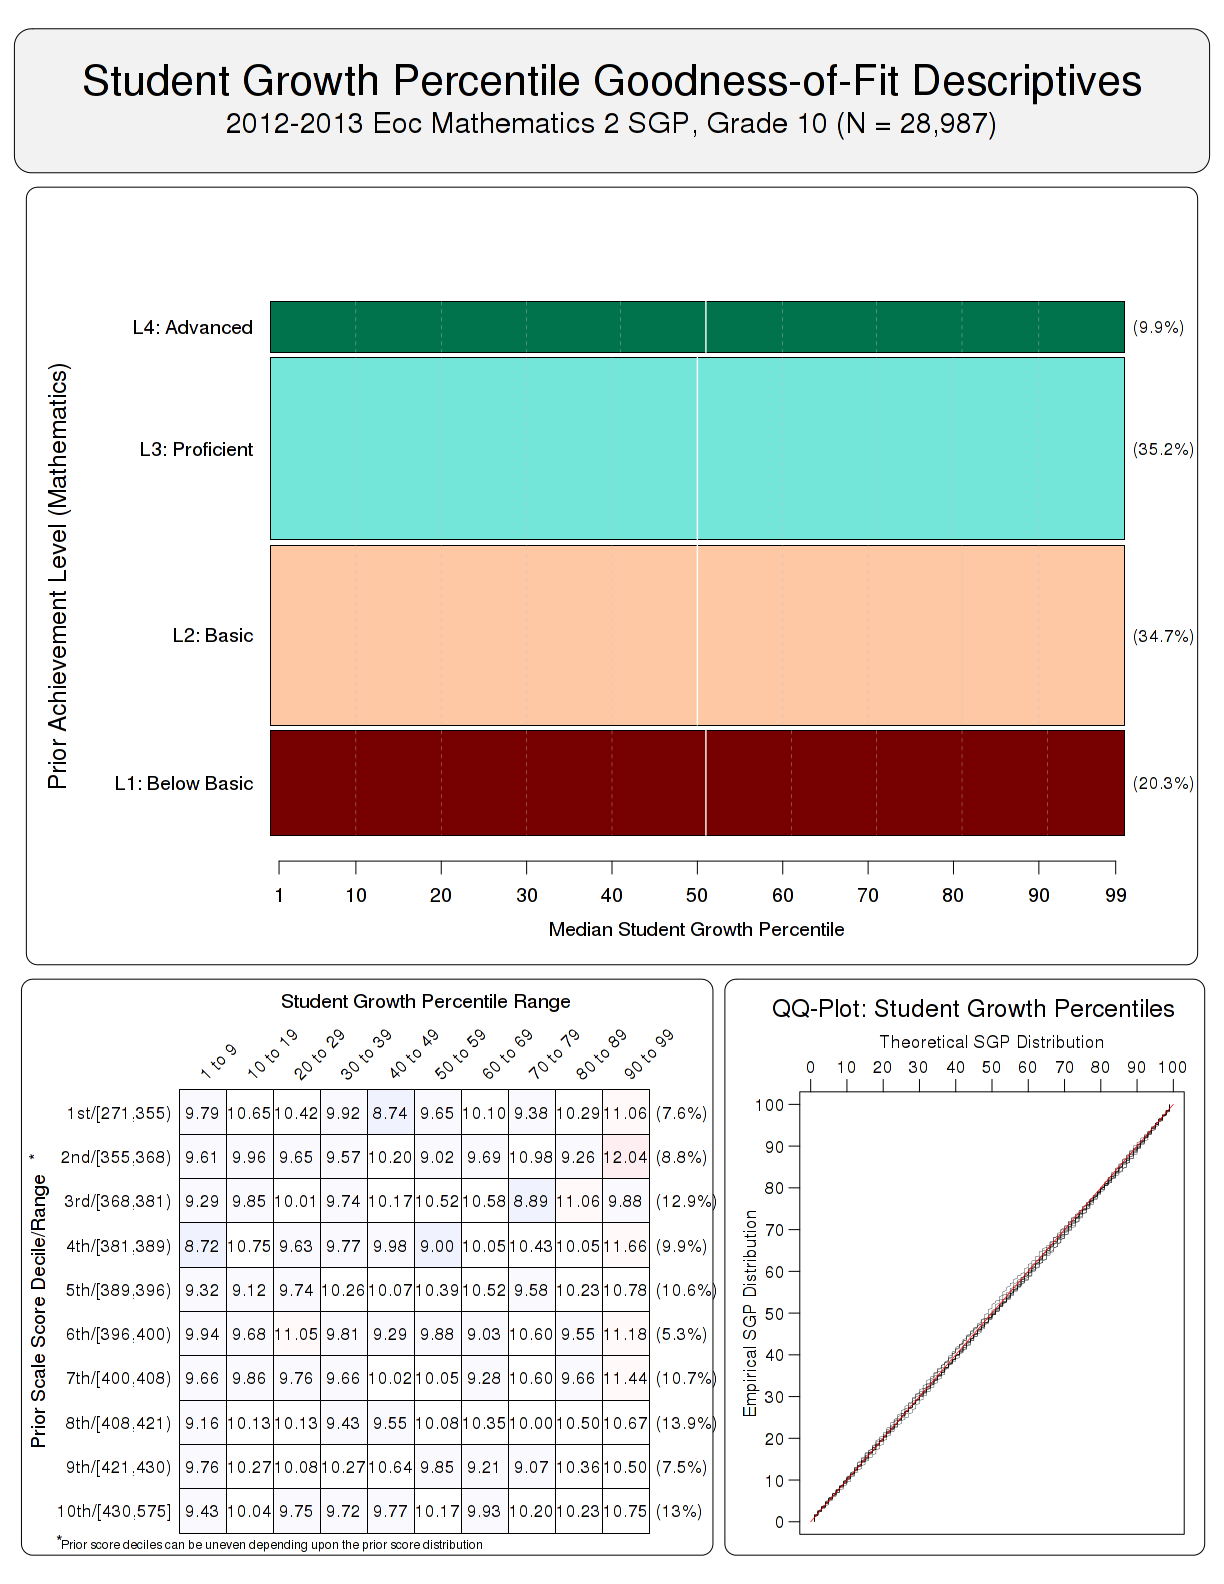 Student Growth Percentile Goodness-of-Fit Descriptives
2012-2013 Eoc Mathematics 2 SGP, Grade 10 (N = 28,987)
Prior Achievement Level (Mathematics)
L4: Advanced (9.9%)
L3: Proficient (35.2%)
L2: Basic (34.7%)
L1: Below Basic (20.3%)
1 10 20 30 40 50 60 70 80 90 99
Median Student Growth Percentile
Student Growth Percentile Range
1 to 9 10 to 19 20 to 29 30 to 39 40 to 49 50 to 59 60 to 69 70 to 79 80 to 89 90 to 99
Prior Scale Score Decile/Range *
1st/[271,355) 9.79 10.65 10.42 9.92 8.74 9.65 10.10 9.38 10.29 11.06 (7.6%)
2nd/[355,368) 9.61 9.96 9.65 9.57 10.20 9.02 9.69 10.98 9.26 12.04 (8.8%)
3rd/[368,381) 9.29 9.85 10.01 9.74 10.17 10.52 10.58 8.89 11.06 9.88 (12.9%)
4th/[381,389) 8.72 10.75 9.63 9.77 9.98 9.00 10.05 10.43 10.05 11.66 (9.9%)
5th/[389,396) 9.32 9.12 9.74 10.26 10.07 10.39 10.52 9.58 10.23 10.78 (10.6%)
6th/[396,400) 9.94 9.68 11.05 9.81 9.29 9.88 9.03 10.60 9.55 11.18 (5.3%)
7th/[400,408) 9.66 9.86 9.76 9.66 10.02 10.05 9.28 10.60 9.66 11.44 (10.7%)
8th/[408,421) 9.16 10.13 10.13 9.43 9.55 10.08 10.35 10.00 10.50 10.67 (13.9%)
9th/[421,430) 9.76 10.27 10.08 10.27 10.64 9.85 9.21 9.07 10.36 10.50 (7.5%)
10th/[430,575] 9.43 10.04 9.75 9.72 9.77 10.17 9.93 10.20 10.23 10.75 (13%)
*Prior score deciles can be uneven depending upon the prior score distribution
QQ-Plot: Student Growth Percentiles
Theoretical SGP Distribution
0 10 20 30 40 50 60 70 80 90 100
Empirical SGP Distribution
100
90
80
70
60
50
40
30
20
10
0